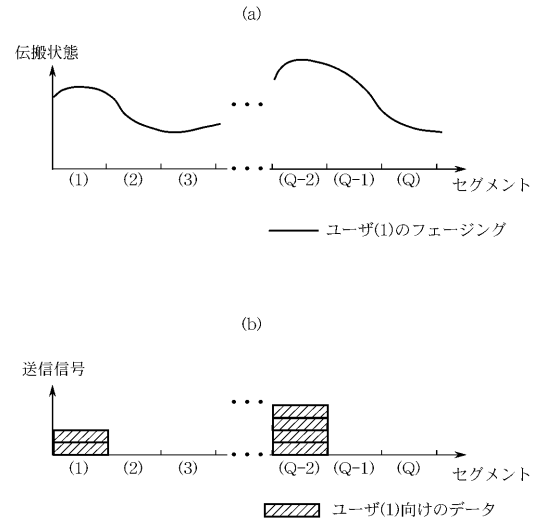 (a)
伝搬状態
(1) (2) (3) (Q-2) (Q-1) (Q)
セグメント
ユーザ(1)のフェージング
(b)
送信信号
(1) (2) (3) (Q-2) (Q-1) (Q)
セグメント
ユーザ(1)向けのデータ